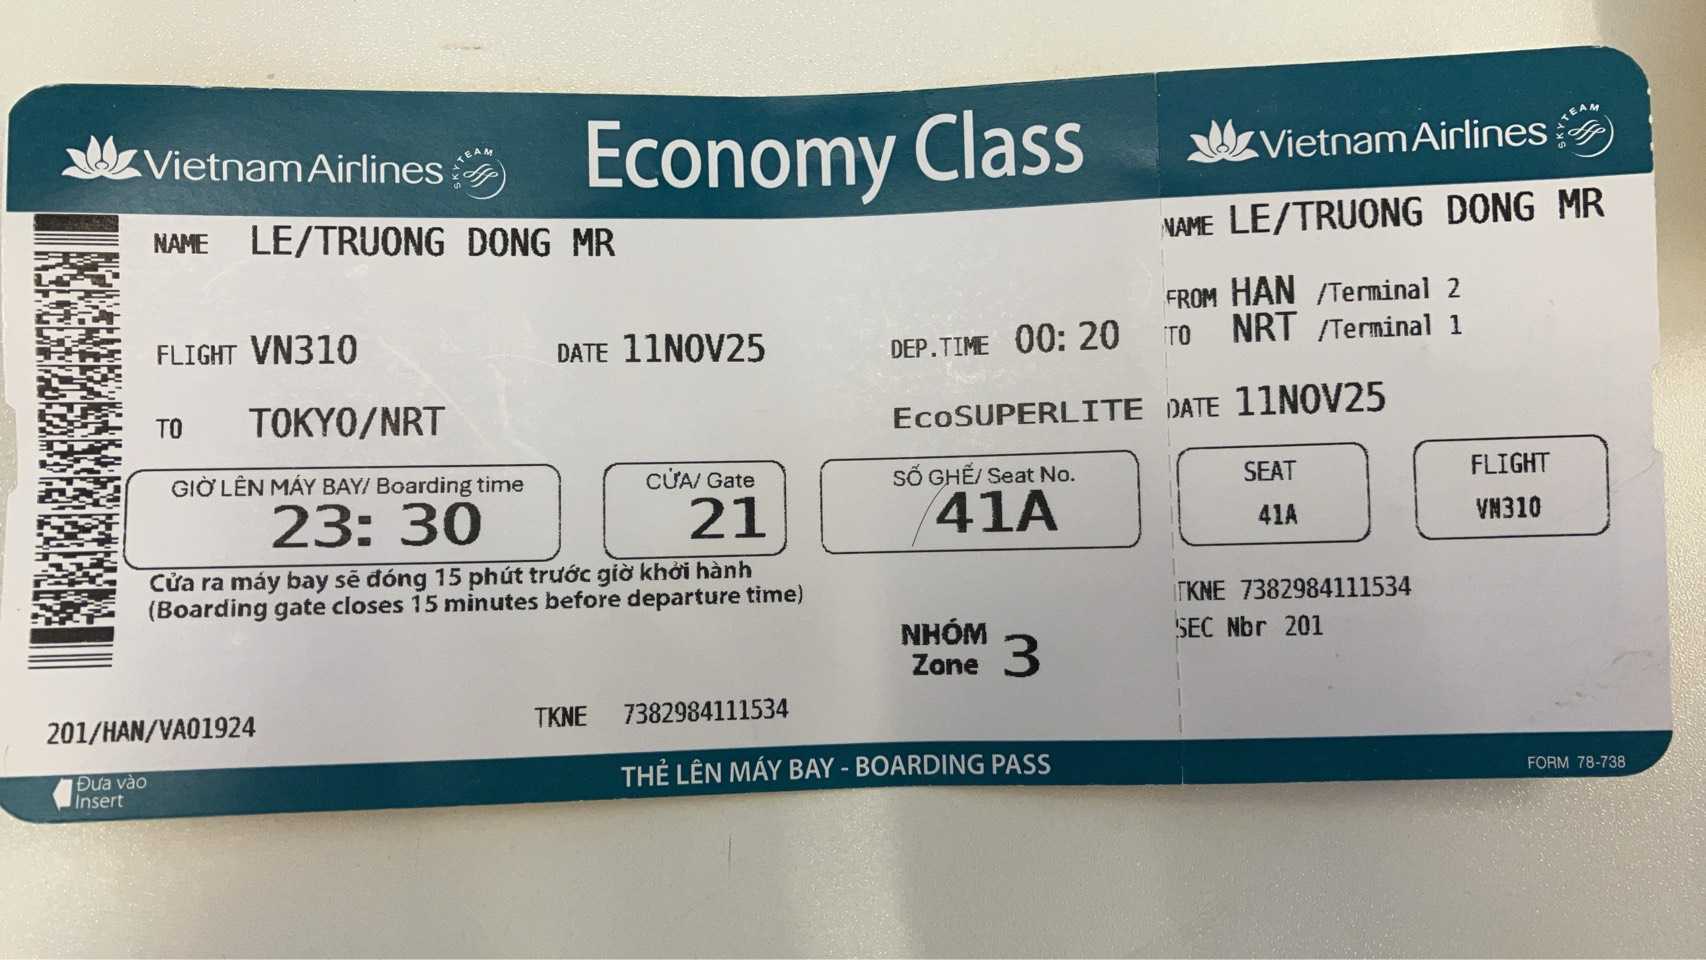 Vietnam Airlines SKYTEAM Economy Class
NAME LE/TRUONG DONG MR
FLIGHT VN310 DATE 11NOV25 DEP.TIME 00: 20
TO TOKYO/NRT EcoSUPERLITE
GIỜ LÊN MÁY BAY/ Boarding time
23: 30
CỬA/ Gate
21
SỐ GHẾ/ Seat No.
41A
Cửa ra máy bay sẽ đóng 15 phút trước giờ khởi hành
(Boarding gate closes 15 minutes before departure time)
NHÓM
Zone 3
201/HAN/VA01924
TKNE 7382984111534
Đưa vào
Insert
THẺ LÊN MÁY BAY - BOARDING PASS
Vietnam Airlines SKYTEAM
NAME LE/TRUONG DONG MR
FROM HAN /Terminal 2
TO NRT /Terminal 1
DATE 11NOV25
SEAT
41A
FLIGHT
VN310
TKNE 7382984111534
SEC Nbr 201
FORM 78-738